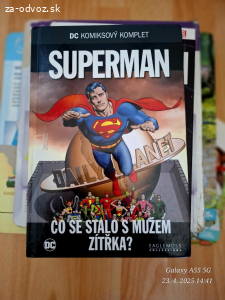 za-odvoz.sk
DC KOMIKSOVÝ KOMPLET
SUPERMAN
DAILY PLANET
CO SE STALO S MUŽEM
ZÍTŘKA?
DC
EAGLEMOSS
COLLECTIONS
Galaxy A55 5G
23. 4. 2025 14:41